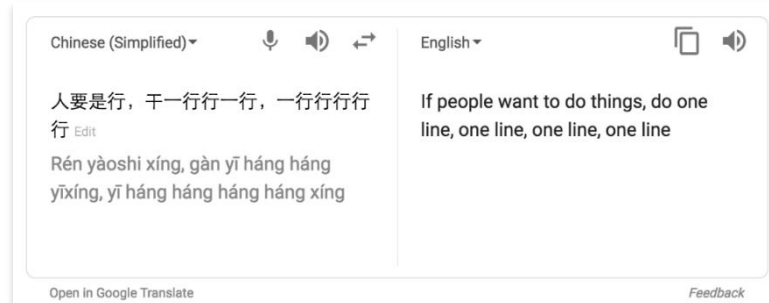 Chinese (Simplified) English
人要是行，干一行行一行，一行行行行
行 Edit
Rén yàoshi xíng, gàn yī háng háng
yīxíng, yī háng háng háng háng xíng
If people want to do things, do one
line, one line, one line, one line
Open in Google Translate Feedback